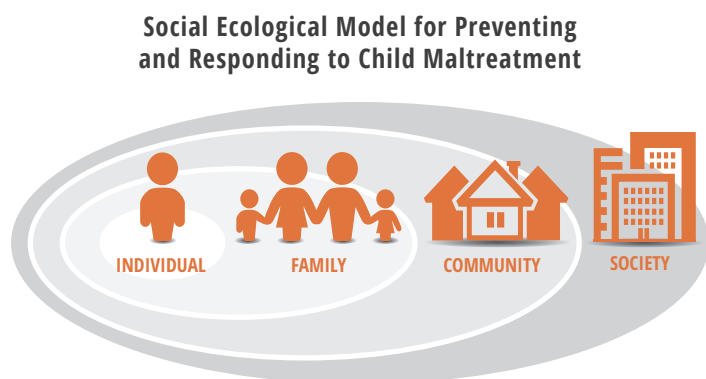 Social Ecological Model for Preventing
and Responding to Child Maltreatment
INDIVIDUAL
FAMILY
COMMUNITY
SOCIETY